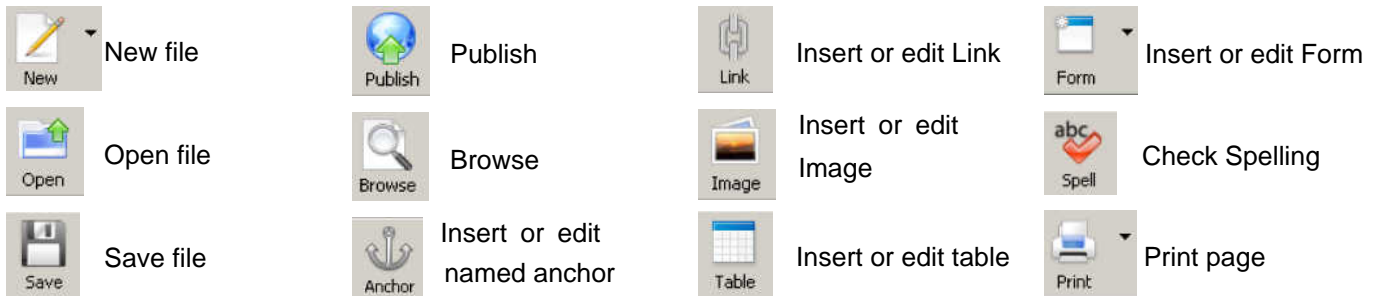 New
New file
Publish
Publish
Link
Insert or edit Link
Form
Insert or edit Form
Open
Open file
Browse
Browse
Image
Insert or edit
Image
abc
Spell
Check Spelling
Save
Save file
Anchor
Insert or edit
named anchor
Table
Insert or edit table
Print
Print page